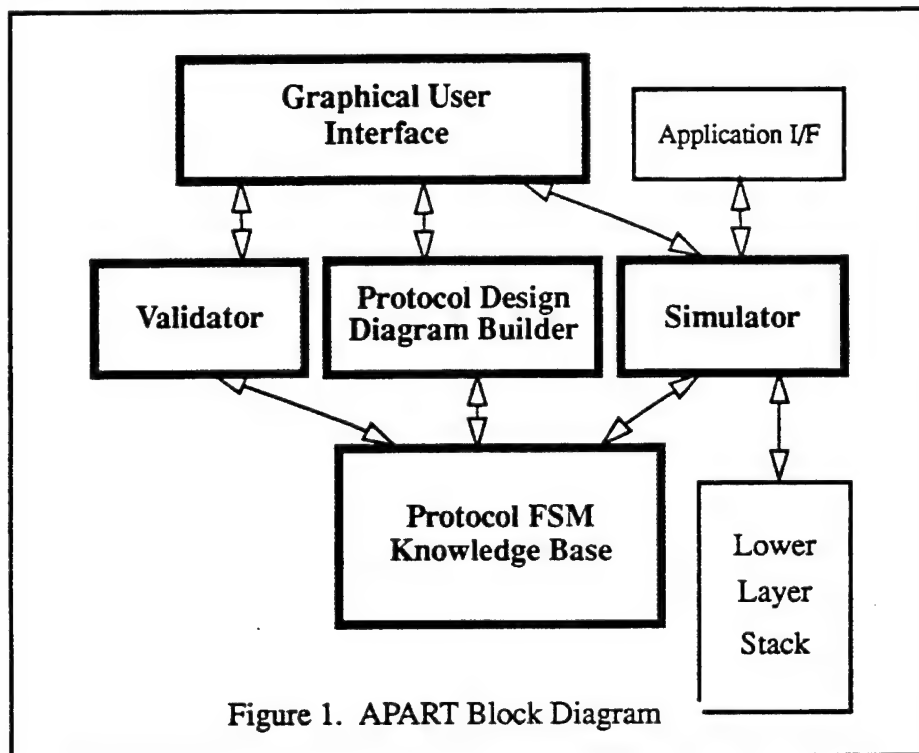 Graphical User
Interface
Application I/F
Validator
Protocol Design
Diagram Builder
Simulator
Protocol FSM
Knowledge Base
Lower
Layer
Stack
Figure 1. APART Block Diagram